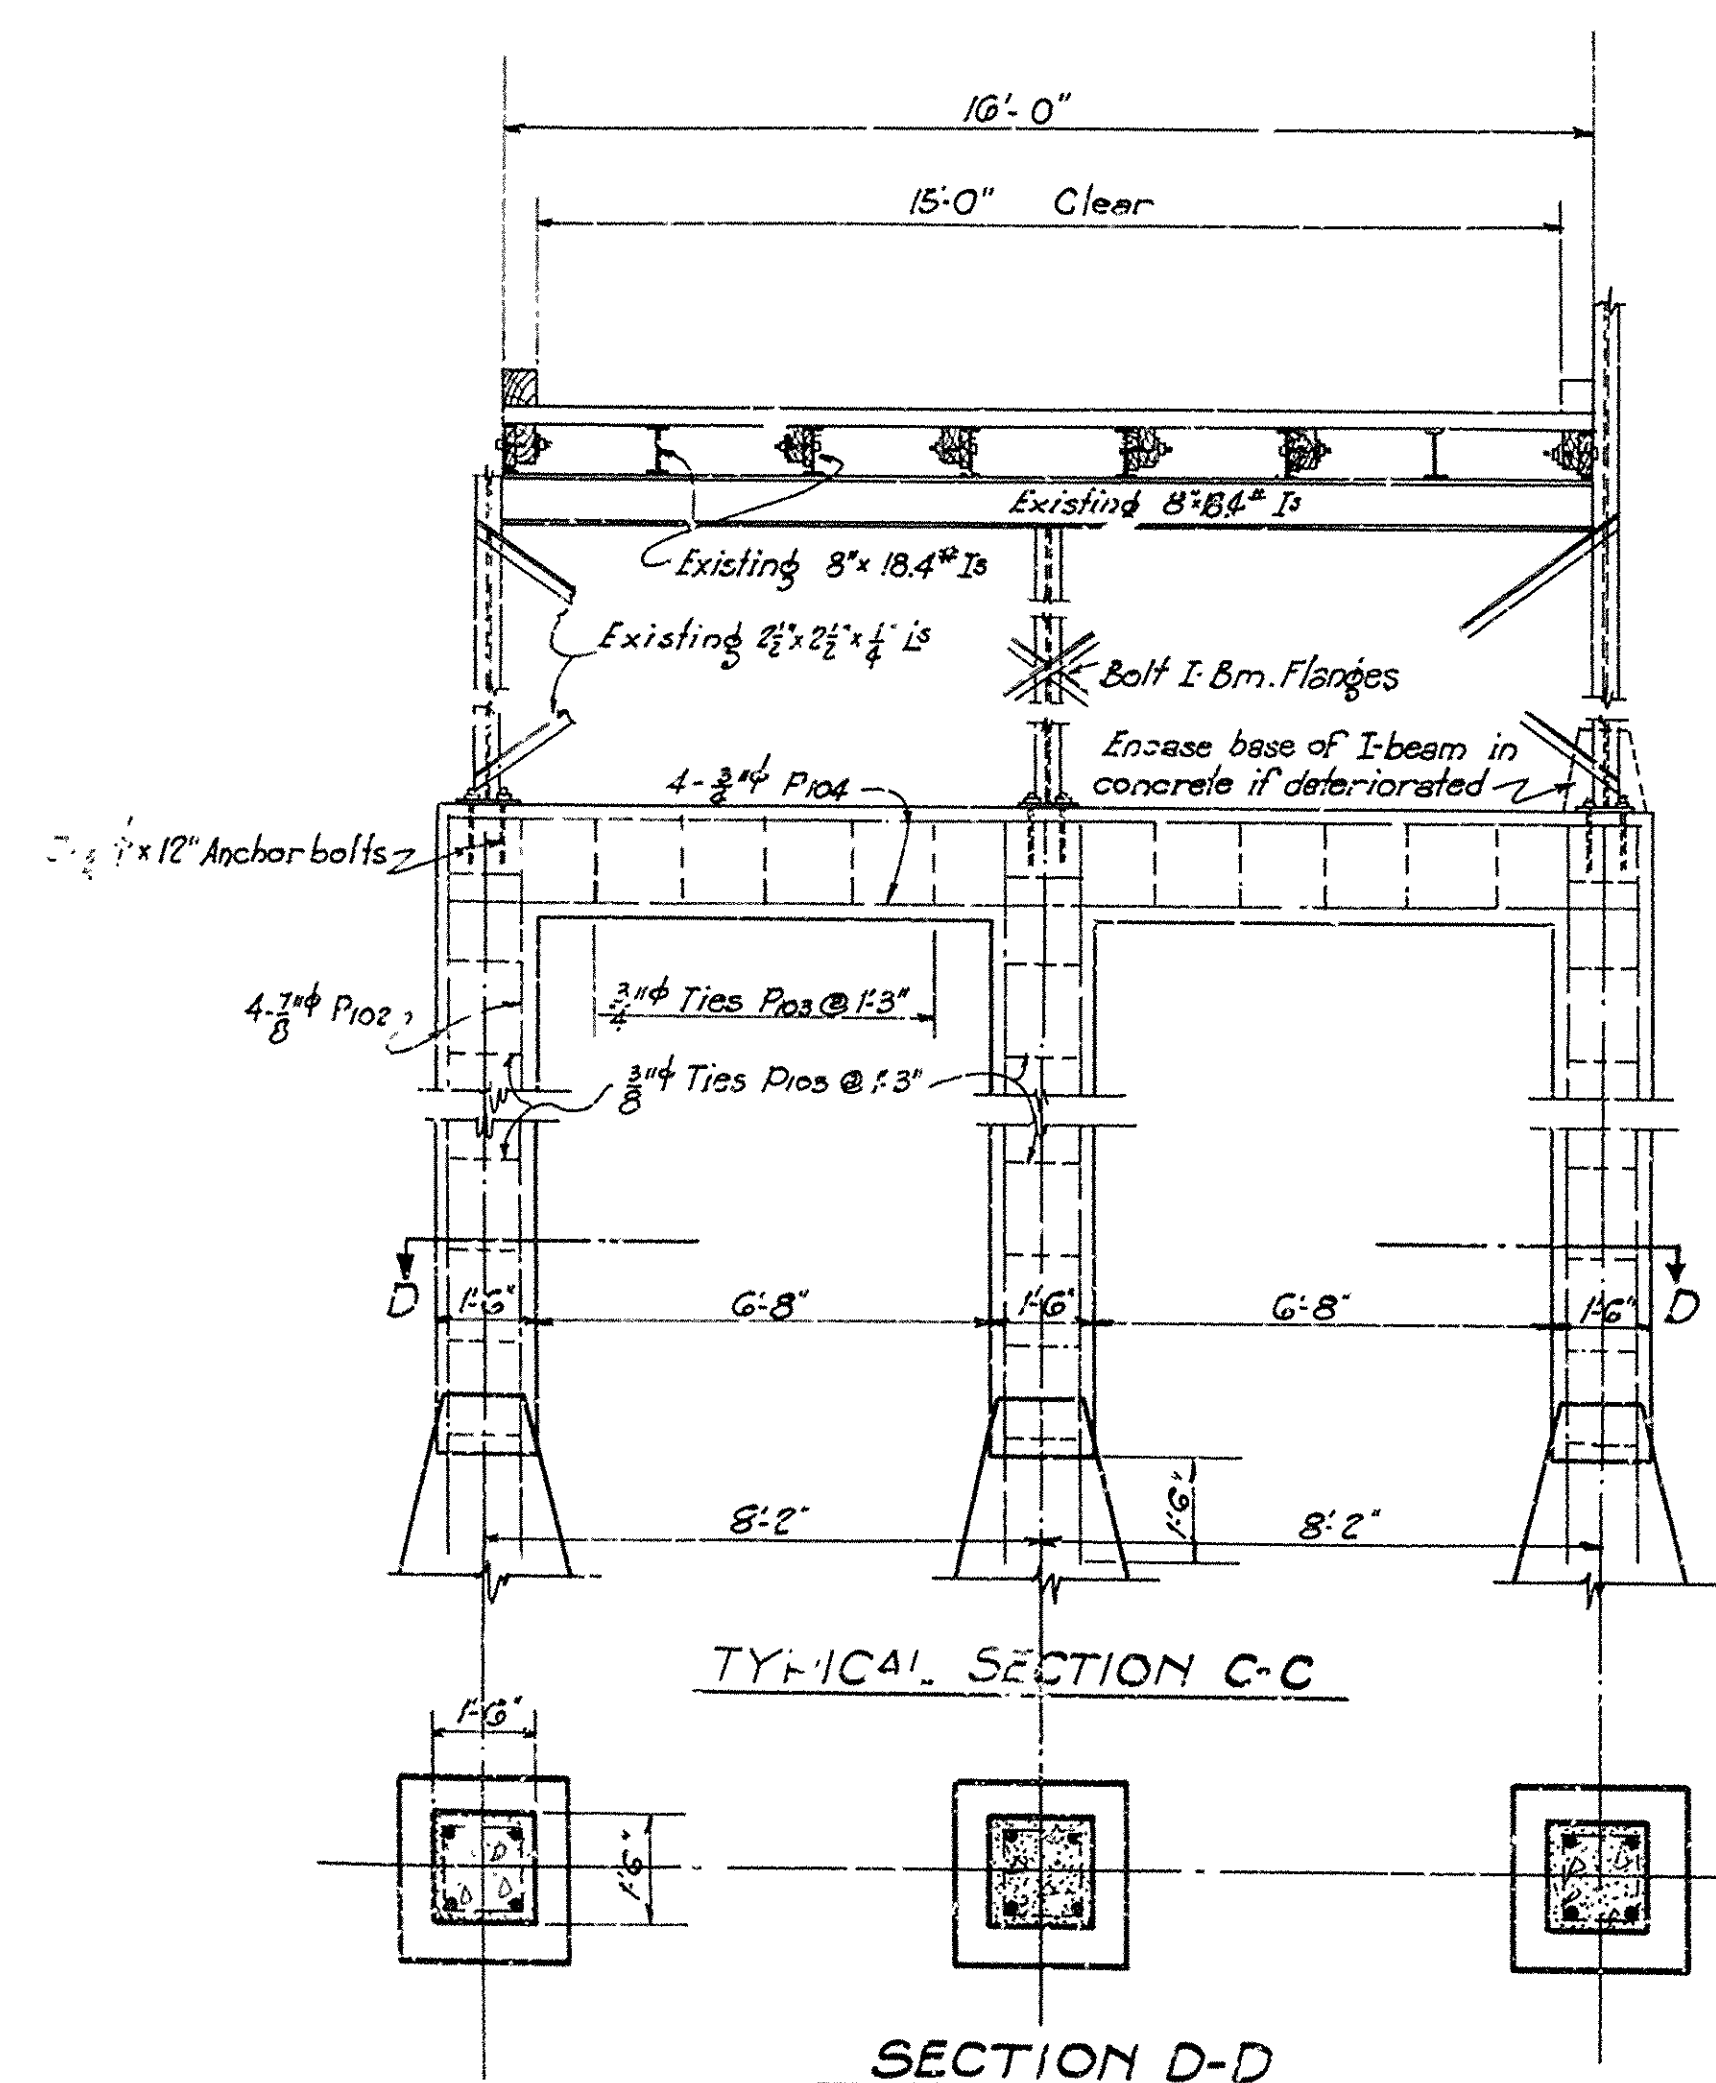 16'-0"
15'-0" Clear
Existing 8"x18.4# Is
Existing 8"x 18.4# Is
Existing 2½"x2½"x¼" Ls
Bolt I-Bm. Flanges
Encase base of I-beam in
concrete if deteriorated
4-¾"ϕ P104
x 12" Anchor bolts
4-⅞"ϕ P102
¾"ϕ Ties P103 @ 1'-3"
⅜"ϕ Ties P103 @ 1'-3"
D
D
1'-6"
6'-8"
1'-6"
6'-8"
1'-6"
8'-2"
1'-6"
8'-2"
TYPICAL SECTION C-C
1'-6"
1'-6"
SECTION D-D